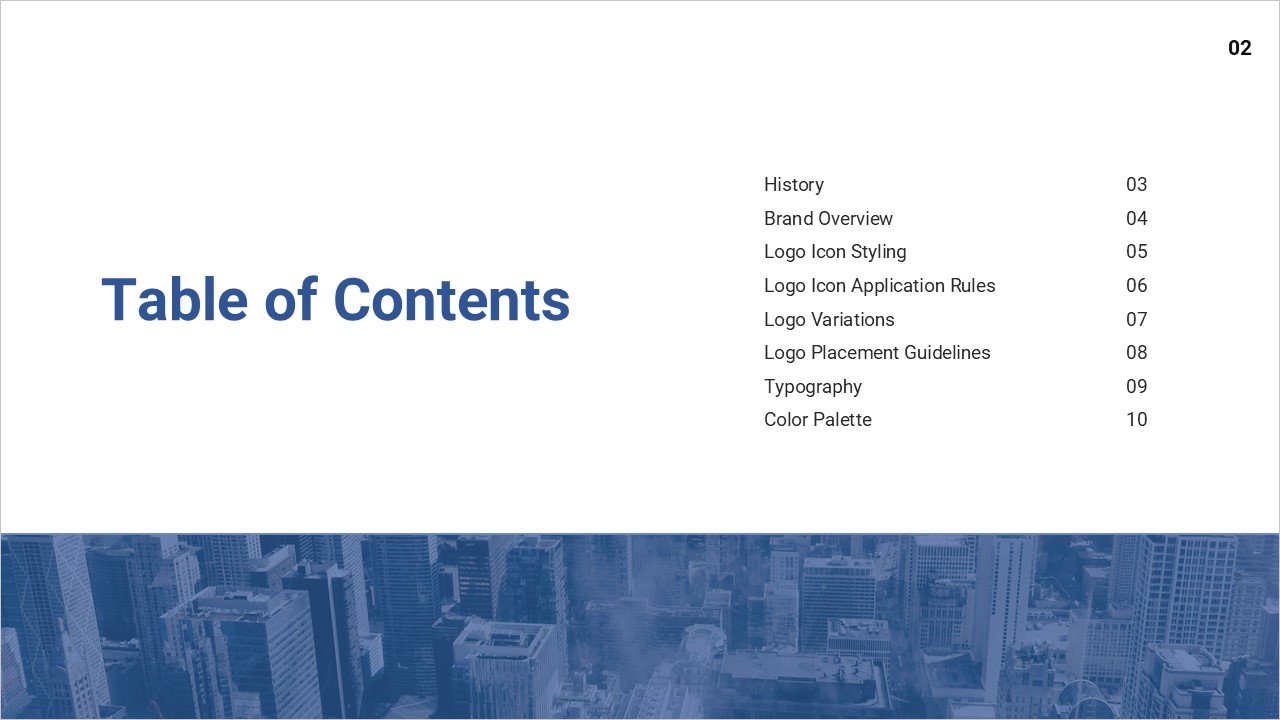 02
Table of Contents
History 03
Brand Overview 04
Logo Icon Styling 05
Logo Icon Application Rules 06
Logo Variations 07
Logo Placement Guidelines 08
Typography 09
Color Palette 10